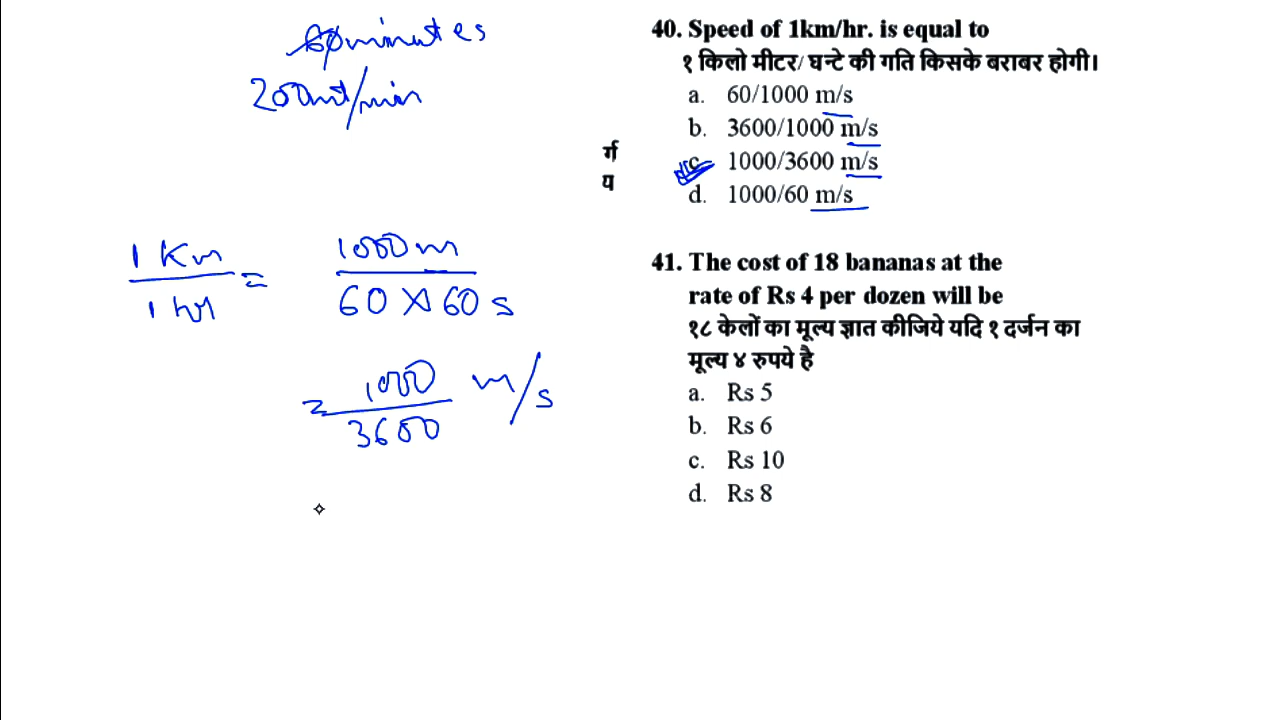 60minutes
200mt/min
40. Speed of 1km/hr. is equal to
१ किलो मीटर/ घन्टे की गति किसके बराबर होगी।
a. 60/1000 m/s
b. 3600/1000 m/s
c. 1000/3600 m/s
d. 1000/60 m/s
र्ग
य
1 Km
1 hr
=
1000 m
60 × 60 s
= 1000
3600
m/s
41. The cost of 18 bananas at the
rate of Rs 4 per dozen will be
१८ केलों का मूल्य ज्ञात कीजिये यदि १ दर्जन का
मूल्य ४ रुपये है
a. Rs 5
b. Rs 6
c. Rs 10
d. Rs 8